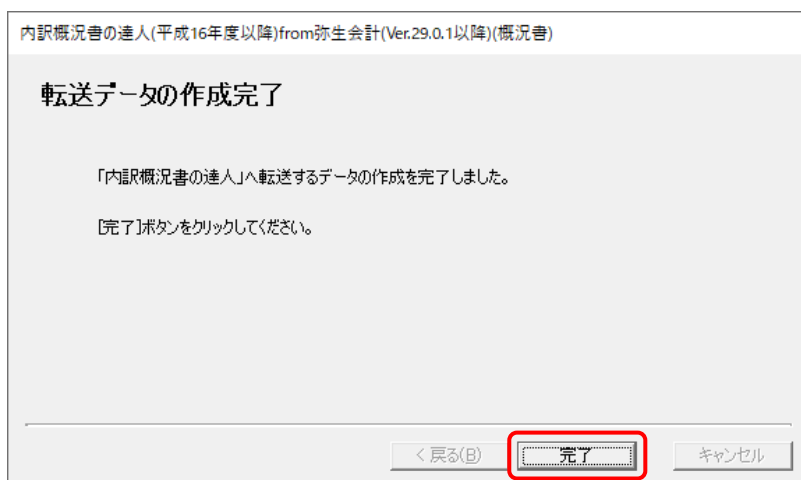 内訳概況書の達人(平成16年度以降)from弥生会計(Ver.29.0.1以降)(概況書)
転送データの作成完了
「内訳概況書の達人」へ転送するデータの作成を完了しました。
[完了]ボタンをクリックしてください。
< 戻る(B) 完了 キャンセル